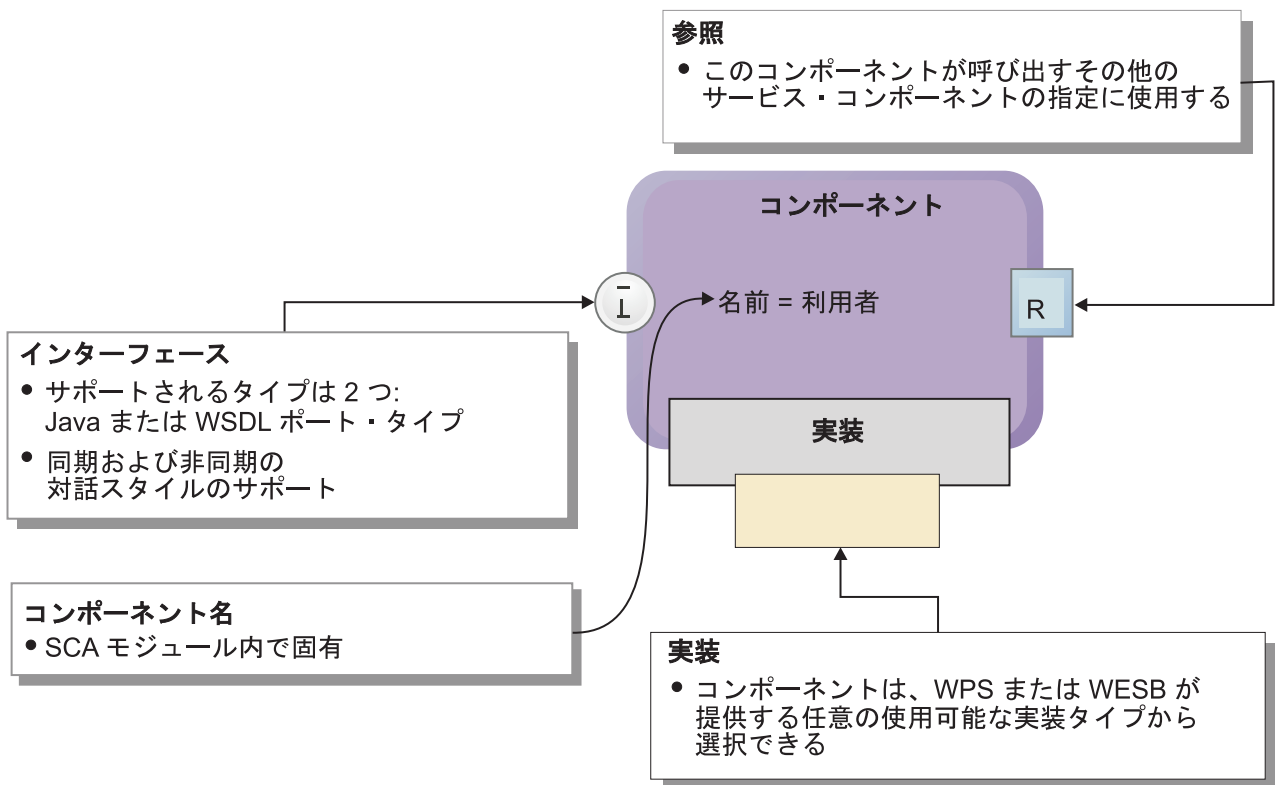 参照
• このコンポーネントが呼び出すその他の
サービス・コンポーネントの指定に使用する
コンポーネント
I
名前 = 利用者
R
インターフェース
• サポートされるタイプは 2 つ:
Java または WSDL ポート・タイプ
• 同期および非同期の
対話スタイルのサポート
実装
コンポーネント名
• SCA モジュール内で固有
実装
• コンポーネントは、WPS または WESB が
提供する任意の使用可能な実装タイプから
選択できる